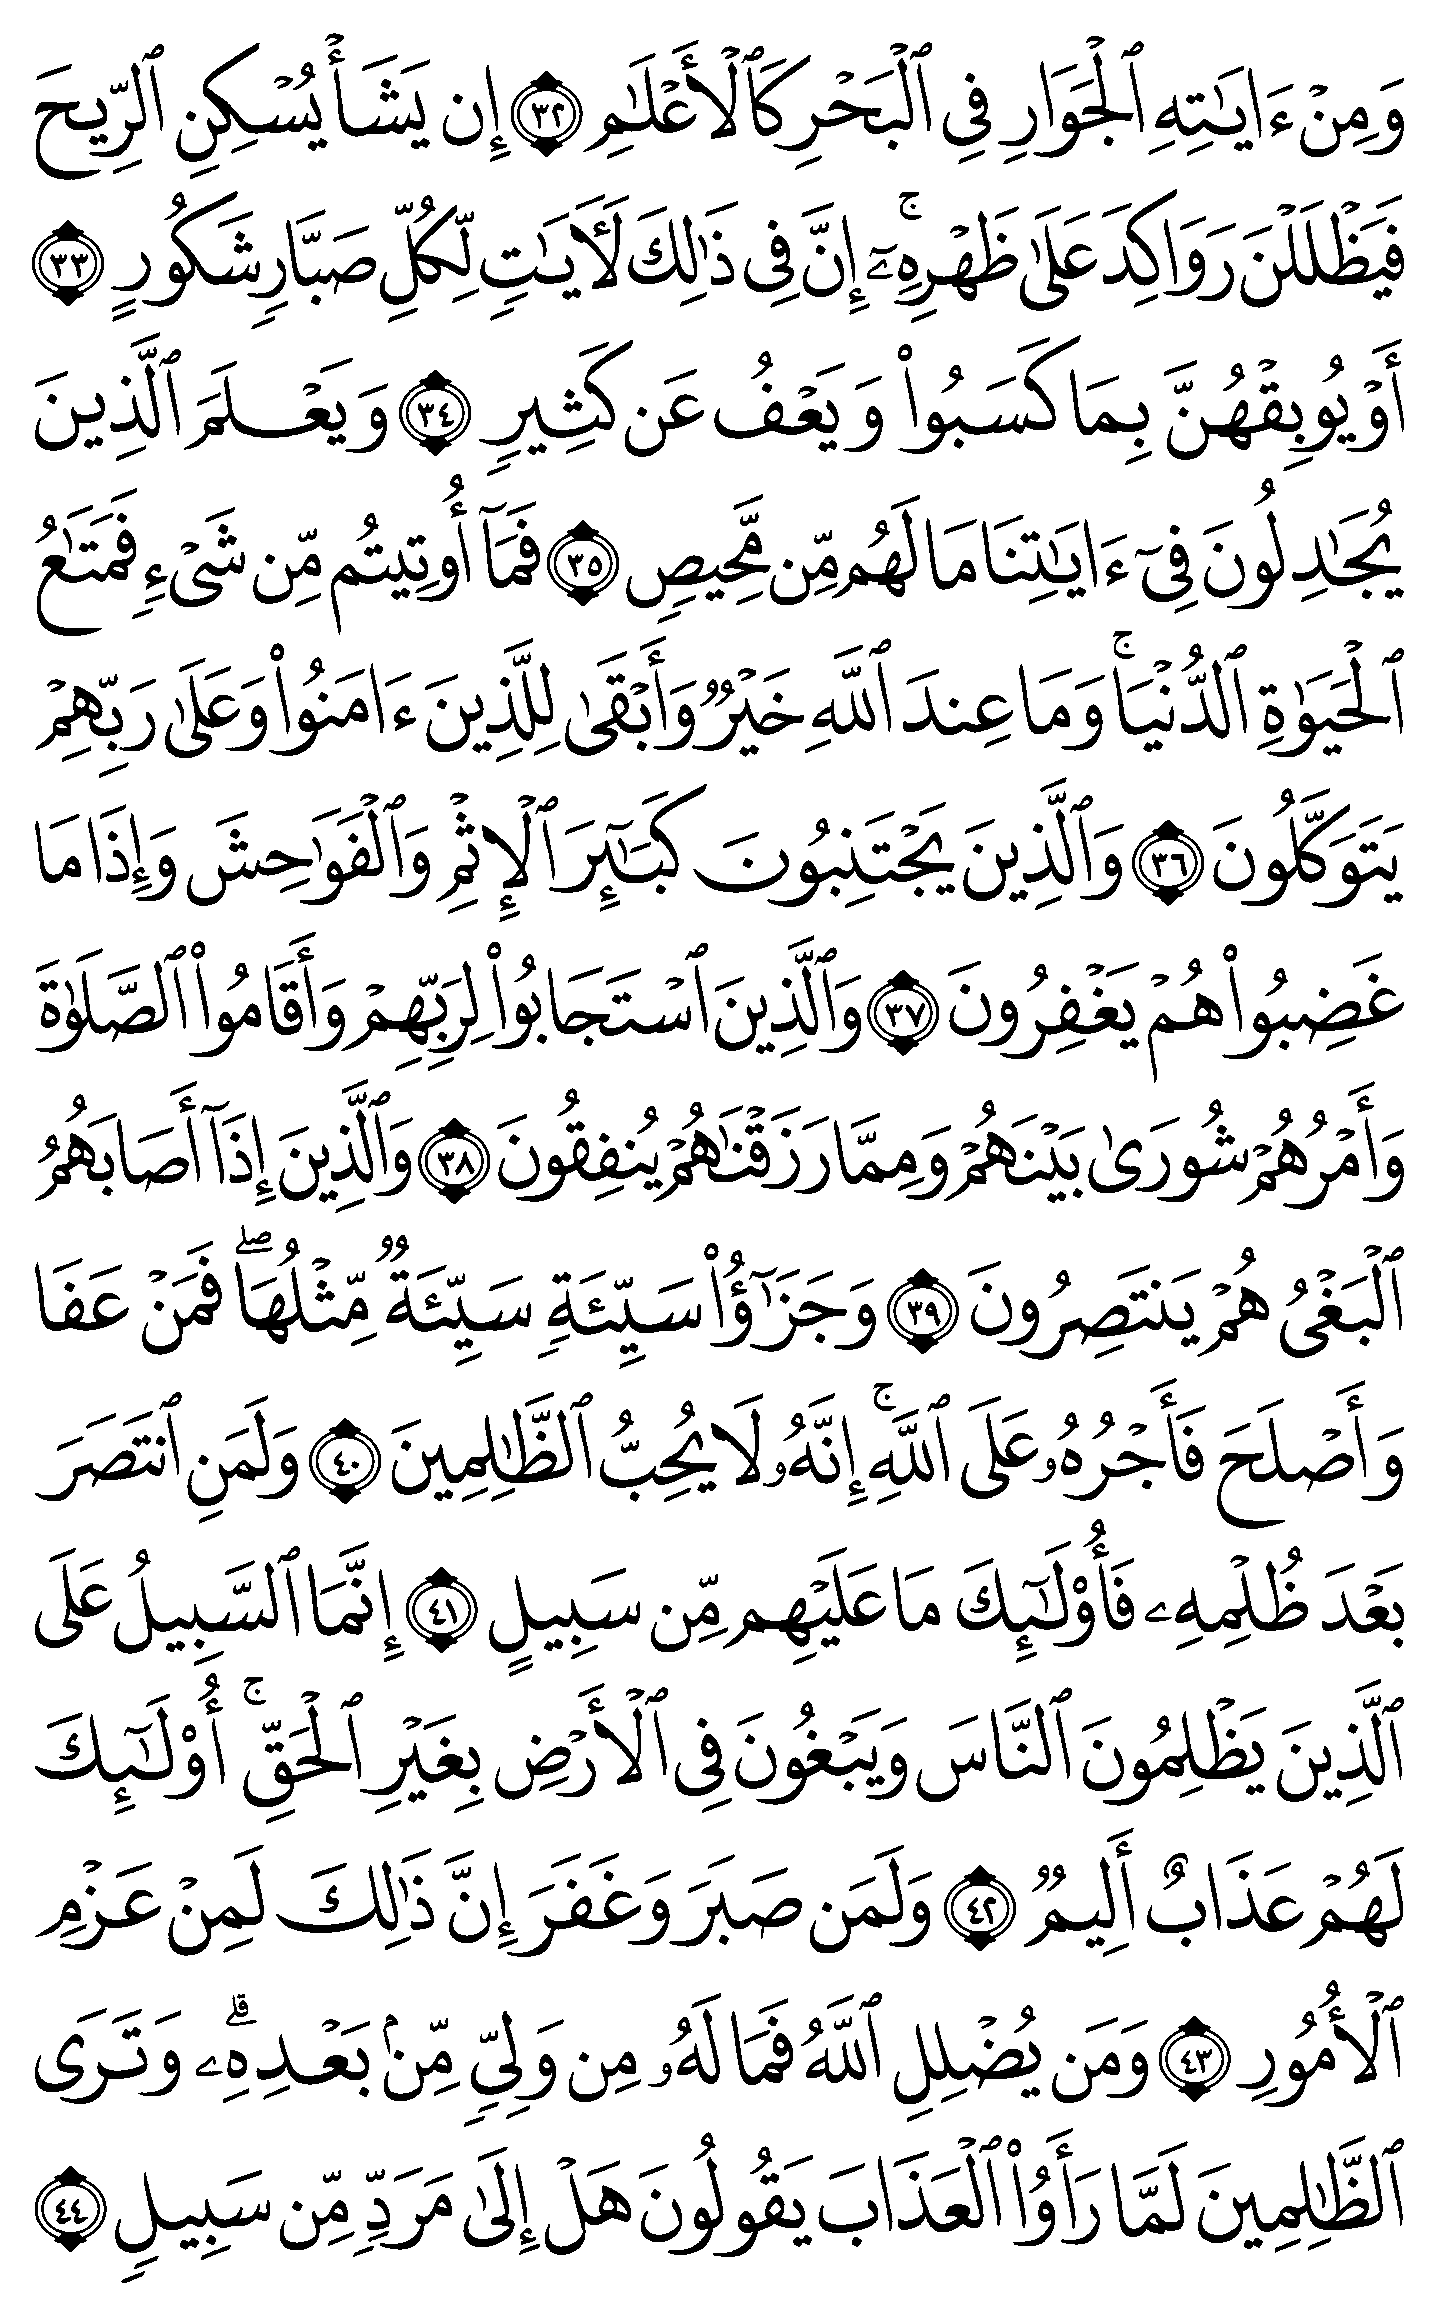 وَمِنْ ءَايَـٰتِهِ ٱلْجَوَارِ فِى ٱلْبَحْرِ كَٱلْأَعْلَـٰمِ ٣٢ إِن يَشَأْ يُسْكِنِ ٱلرِّيحَ
فَيَظْلَلْنَ رَوَاكِدَ عَلَىٰ ظَهْرِهِۦٓ ۚ إِنَّ فِى ذَٰلِكَ لَـَٔايَـٰتٍ لِّكُلِّ صَبَّارٍ شَكُورٍ ٣٣
أَوْ يُوبِقْهُنَّ بِمَا كَسَبُوا۟ وَيَعْفُ عَن كَثِيرٍ ٣٤ وَيَعْلَمَ ٱلَّذِينَ
يُجَـٰدِلُونَ فِىٓ ءَايَـٰتِنَا مَا لَهُم مِّن مَّحِيصٍ ٣٥ فَمَآ أُوتِيتُم مِّن شَىْءٍ فَمَتَـٰعُ
ٱلْحَيَوٰةِ ٱلدُّنْيَا ۚ وَمَا عِندَ ٱللَّهِ خَيْرٌ وَأَبْقَىٰ لِلَّذِينَ ءَامَنُوا۟ وَعَلَىٰ رَبِّهِمْ
يَتَوَكَّلُونَ ٣٦ وَٱلَّذِينَ يَجْتَنِبُونَ كَبَـٰٓئِرَ ٱلْإِثْمِ وَٱلْفَوَٰحِشَ وَإِذَا مَا
غَضِبُوا۟ هُمْ يَغْفِرُونَ ٣٧ وَٱلَّذِينَ ٱسْتَجَابُوا۟ لِرَبِّهِمْ وَأَقَامُوا۟ ٱلصَّلَوٰةَ
وَأَمْرُهُمْ شُورَىٰ بَيْنَهُمْ وَمِمَّا رَزَقْنَـٰهُمْ يُنفِقُونَ ٣٨ وَٱلَّذِينَ إِذَآ أَصَابَهُمُ
ٱلْبَغْىُ هُمْ يَنتَصِرُونَ ٣٩ وَجَزَٰٓؤُا۟ سَيِّئَةٍ سَيِّئَةٌ مِّثْلُهَا ۖ فَمَنْ عَفَا
وَأَصْلَحَ فَأَجْرُهُۥ عَلَى ٱللَّهِ ۚ إِنَّهُۥ لَا يُحِبُّ ٱلظَّـٰلِمِينَ ٤٠ وَلَمَنِ ٱنتَصَرَ
بَعْدَ ظُلْمِهِۦ فَأُو۟لَـٰٓئِكَ مَا عَلَيْهِم مِّن سَبِيلٍ ٤١ إِنَّمَا ٱلسَّبِيلُ عَلَى
ٱلَّذِينَ يَظْلِمُونَ ٱلنَّاسَ وَيَبْغُونَ فِى ٱلْأَرْضِ بِغَيْرِ ٱلْحَقِّ ۚ أُو۟لَـٰٓئِكَ
لَهُمْ عَذَابٌ أَلِيمٌ ٤٢ وَلَمَن صَبَرَ وَغَفَرَ إِنَّ ذَٰلِكَ لَمِنْ عَزْمِ
ٱلْأُمُورِ ٤٣ وَمَن يُضْلِلِ ٱللَّهُ فَمَا لَهُۥ مِن وَلِىٍّ مِّنۢ بَعْدِهِۦ ۗ وَتَرَى
ٱلظَّـٰلِمِينَ لَمَّا رَأَوُا۟ ٱلْعَذَابَ يَقُولُونَ هَلْ إِلَىٰ مَرَدٍّ مِّن سَبِيلٍ ٤٤